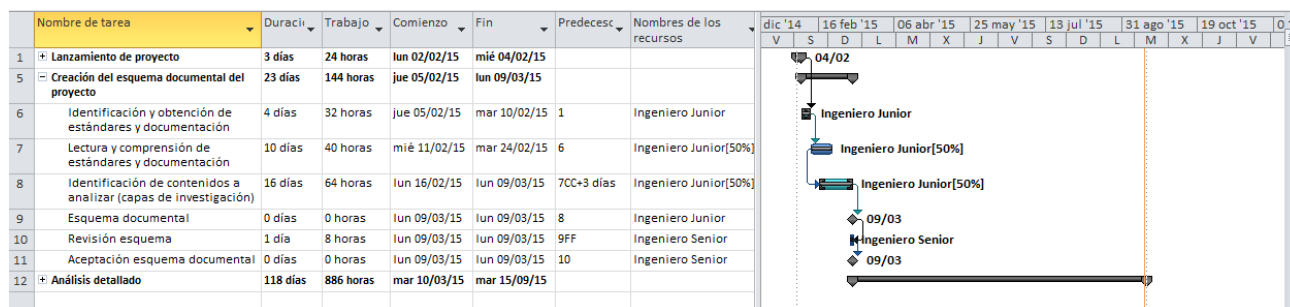 Nombre de tarea Duració Trabajo Comienzo Fin Predecesc Nombres de los recursos
dic '14 16 feb '15 06 abr '15 25 may '15 13 jul '15 31 ago '15 19 oct '15 0
V S D L M X J V S D L M X J V
1 Lanzamiento de proyecto 3 días 24 horas lun 02/02/15 mié 04/02/15 04/02
5 Creación del esquema documental del proyecto 23 días 144 horas jue 05/02/15 lun 09/03/15
6 Identificación y obtención de estándares y documentación 4 días 32 horas jue 05/02/15 mar 10/02/15 1 Ingeniero Junior Ingeniero Junior
7 Lectura y comprensión de estándares y documentación 10 días 40 horas mié 11/02/15 mar 24/02/15 6 Ingeniero Junior[50%] Ingeniero Junior[50%]
8 Identificación de contenidos a analizar (capas de investigación) 16 días 64 horas lun 16/02/15 lun 09/03/15 7CC+3 días Ingeniero Junior[50%] Ingeniero Junior[50%]
9 Esquema documental 0 días 0 horas lun 09/03/15 lun 09/03/15 8 Ingeniero Junior 09/03
10 Revisión esquema 1 día 8 horas lun 09/03/15 lun 09/03/15 9FF Ingeniero Senior Ingeniero Senior
11 Aceptación esquema documental 0 días 0 horas lun 09/03/15 lun 09/03/15 10 Ingeniero Senior 09/03
12 Análisis detallado 118 días 886 horas mar 10/03/15 mar 15/09/15